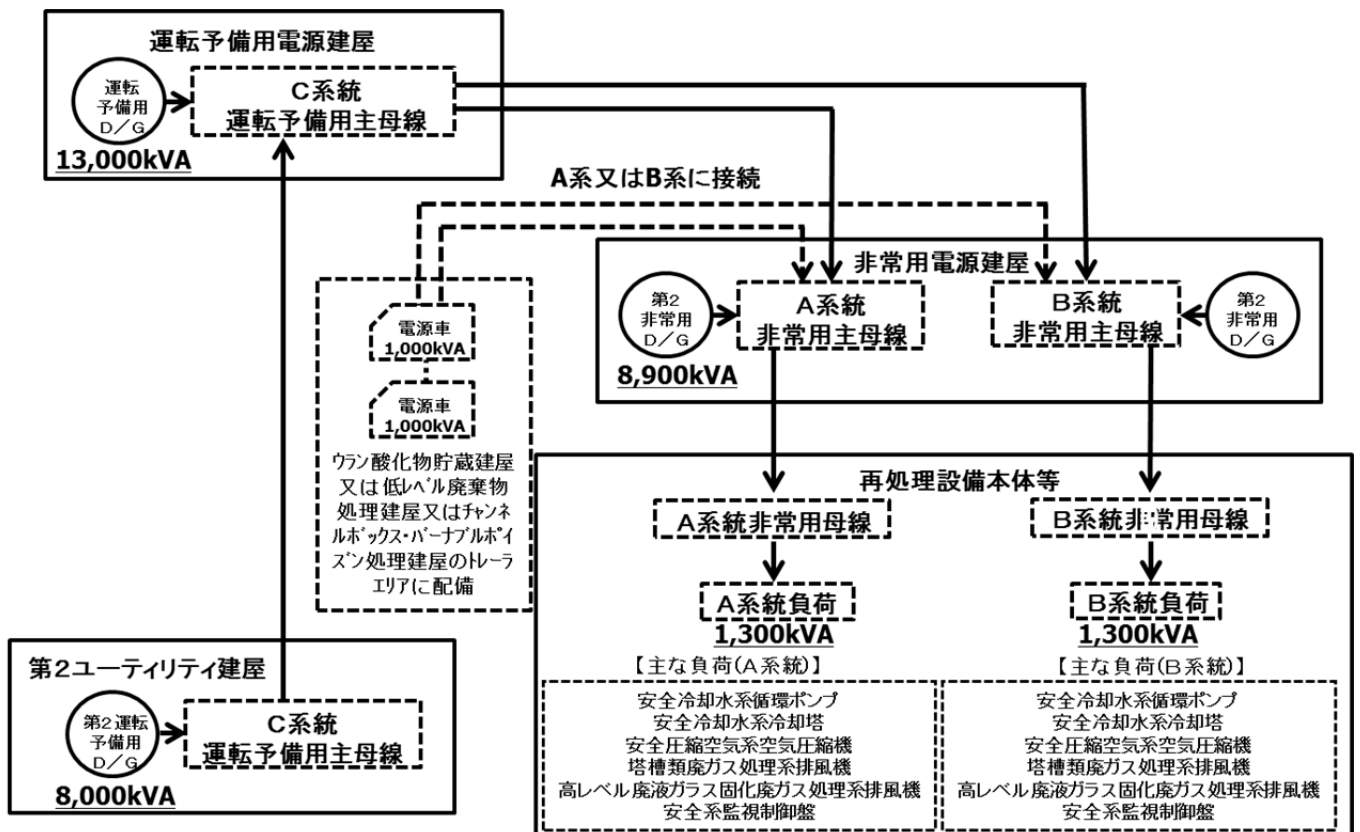 運転予備用電源建屋
運転
予備用
D/G
13,000kVA
C系統
運転予備用主母線
A系又はB系に接続
電源車
1,000kVA
電源車
1,000kVA
ウラン酸化物貯蔵建屋
又は低レベル廃棄物
処理建屋又はチャンネ
ルボックス・バーナブルポイ
ズン処理建屋のトレーラ
エリアに配備
非常用電源建屋
第2
非常用
D/G
8,900kVA
A系統
非常用主母線
B系統
非常用主母線
第2
非常用
D/G
再処理設備本体等
A系統非常用母線
B系統非常用母線
A系統負荷
1,300kVA
B系統負荷
1,300kVA
【主な負荷(A系統)】
安全冷却水系循環ポンプ
安全冷却水系冷却塔
安全圧縮空気系空気圧縮機
塔槽類廃ガス処理系排風機
高レベル廃液ガラス固化廃ガス処理系排風機
安全系監視制御盤
【主な負荷(B系統)】
安全冷却水系循環ポンプ
安全冷却水系冷却塔
安全圧縮空気系空気圧縮機
塔槽類廃ガス処理系排風機
高レベル廃液ガラス固化廃ガス処理系排風機
安全系監視制御盤
第2ユーティリティ建屋
第2運転
予備用
D/G
8,000kVA
C系統
運転予備用主母線